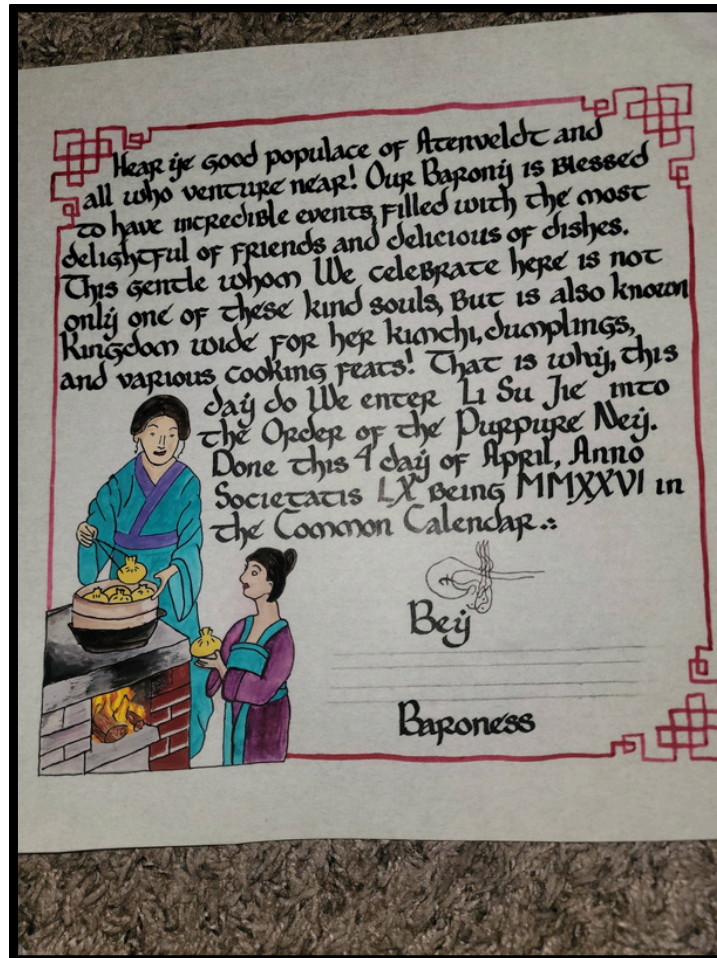 Hear ye good populace of Atenveldt and
all who venture near! Our Barony is blessed
to have incredible events, filled with the most
delightful of friends and delicious of dishes.
This gentle whom We celebrate here is not
only one of these kind souls, but is also known
Kingdom wide for her kimchi, dumplings,
and various cooking feats! That is why, this
day do We enter Li Su Jie into
the Order of the Purpure Ney.
Done this 4 day of April, Anno
Societatis LX being MMXXVI in
the Common Calendar.:
Bey
Baroness